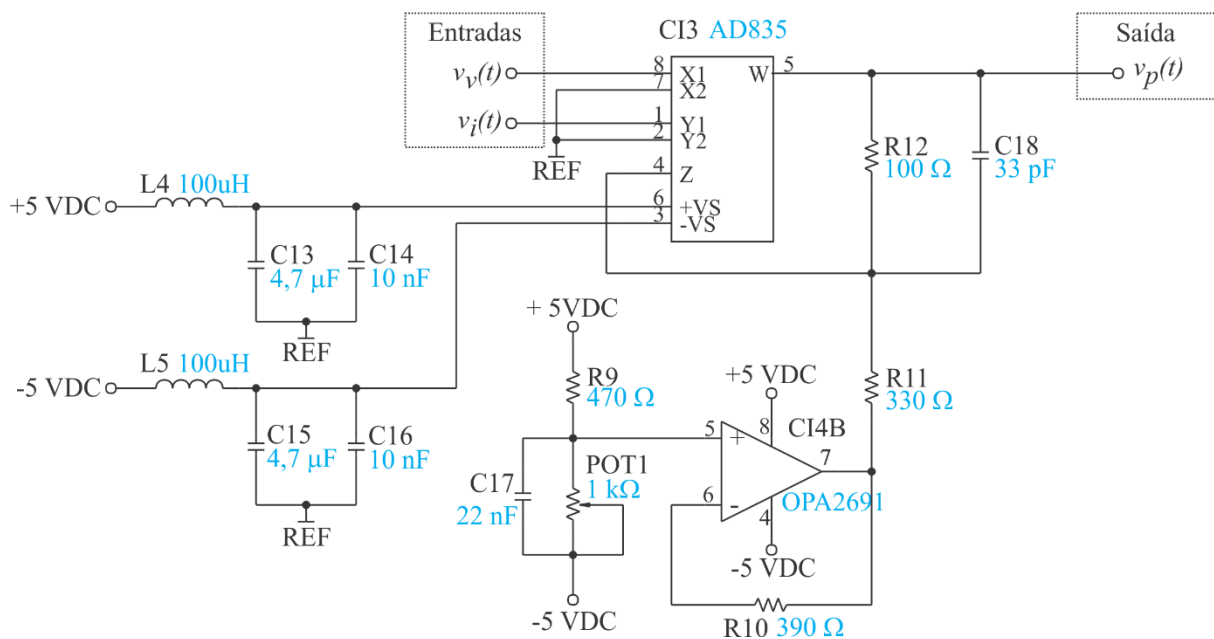 Entradas
v_v(t)
v_i(t)
CI3 AD835
8
7
1
2
4
6
3
X1
X2
Y1
Y2
Z
+VS
-VS
W
5
REF
Saída
v_p(t)
R12
100 Ω
C18
33 pF
L4 100uH
+5 VDC
C13
4,7 µF
C14
10 nF
REF
L5 100uH
-5 VDC
C15
4,7 µF
C16
10 nF
REF
+ 5VDC
R9
470 Ω
C17
22 nF
POT1
1 kΩ
-5 VDC
+5 VDC
8
CI4B
5
+
6
-
7
4
OPA2691
-5 VDC
R11
330 Ω
R10 390 Ω